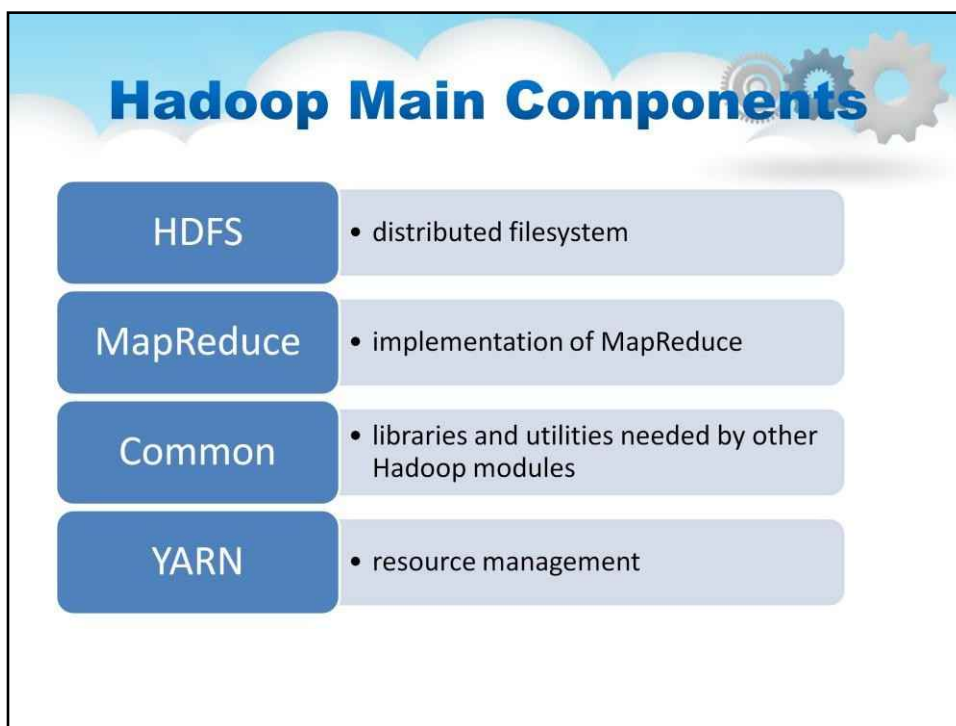 Hadoop Main Components
HDFS
• distributed filesystem
MapReduce
• implementation of MapReduce
Common
• libraries and utilities needed by other
Hadoop modules
YARN
• resource management